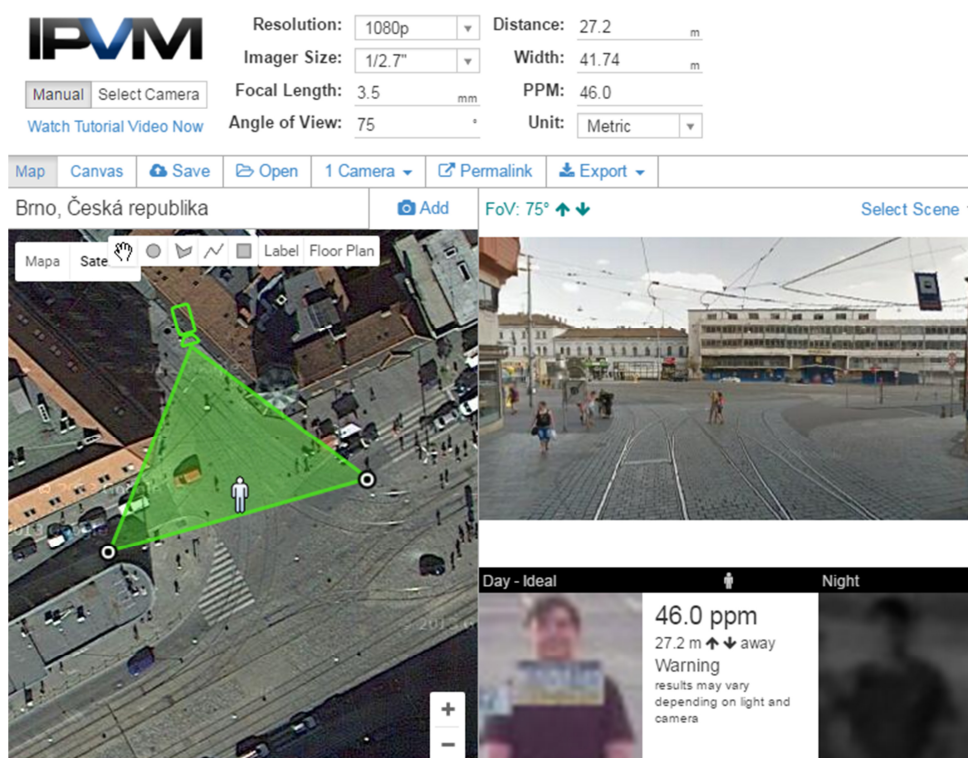 IPVM
Manual Select Camera
Watch Tutorial Video Now
Resolution: 1080p
Imager Size: 1/2.7"
Focal Length: 3.5 mm
Angle of View: 75 °
Distance: 27.2 m
Width: 41.74 m
PPM: 46.0
Unit: Metric
Map Canvas Save Open 1 Camera Permalink Export
Brno, Česká republika Add
FoV: 75° Select Scene
Mapa Sate Label Floor Plan
Day - Ideal Night
46.0 ppm
27.2 m away
Warning
results may vary
depending on light and
camera
+
−